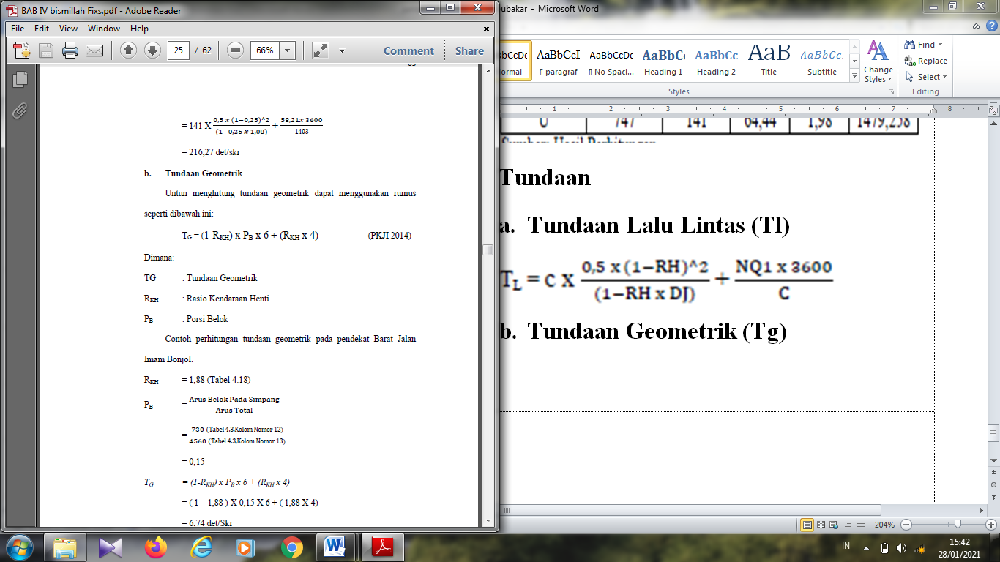 BAB IV bismillah Fixs.pdf - Adobe Reader
File Edit View Window Help
25 / 62 66% Comment Share
= 141 X 0,5 x (1−0,25)^2 / (1−0,25 x 1,08) + 58,21x 3600 / 1403
= 216,27 det/skr
b. Tundaan Geometrik
Untun menghitung tundaan geometrik dapat menggunakan rumus
seperti dibawah ini:
TG = (1-RKH) x PB x 6 + (RKH x 4) (PKJI 2014)
Dimana:
TG : Tundaan Geometrik
RKH : Rasio Kendaraan Henti
PB : Porsi Belok
Contoh perhitungan tundaan geometrik pada pendekat Barat Jalan
Imam Bonjol.
RKH = 1,88 (Tabel 4.18)
PB = Arus Belok Pada Simpang / Arus Total
= 730 (Tabel 4.3,Kolom Nomor 12) / 4560 (Tabel 4.3,Kolom Nomor 13)
= 0,15
TG = (1-RKH) x PB x 6 + (RKH x 4)
= ( 1 – 1,88 ) X 0,15 X 6 + ( 1,88 X 4)
= 6,74 det/Skr
ubakar - Microsoft Word
AaBbCcI AaBbCcDc AaBbCc AaBbCc AaB AaBbCc
¶ paragraf ¶ No Spaci... Heading 1 Heading 2 Title Subtitle
Change Styles
Find
Replace
Select
Styles Editing
1 2 3 4 5 6 7 8
747 141 64,44 1,98 1479,258
Tundaan
a. Tundaan Lalu Lintas (Tl)
TL = c X 0,5 x (1−RH)^2 / (1−RH x DJ) + NQ1 x 3600 / C
b. Tundaan Geometrik (Tg)
204%
IN 15:42
28/01/2021